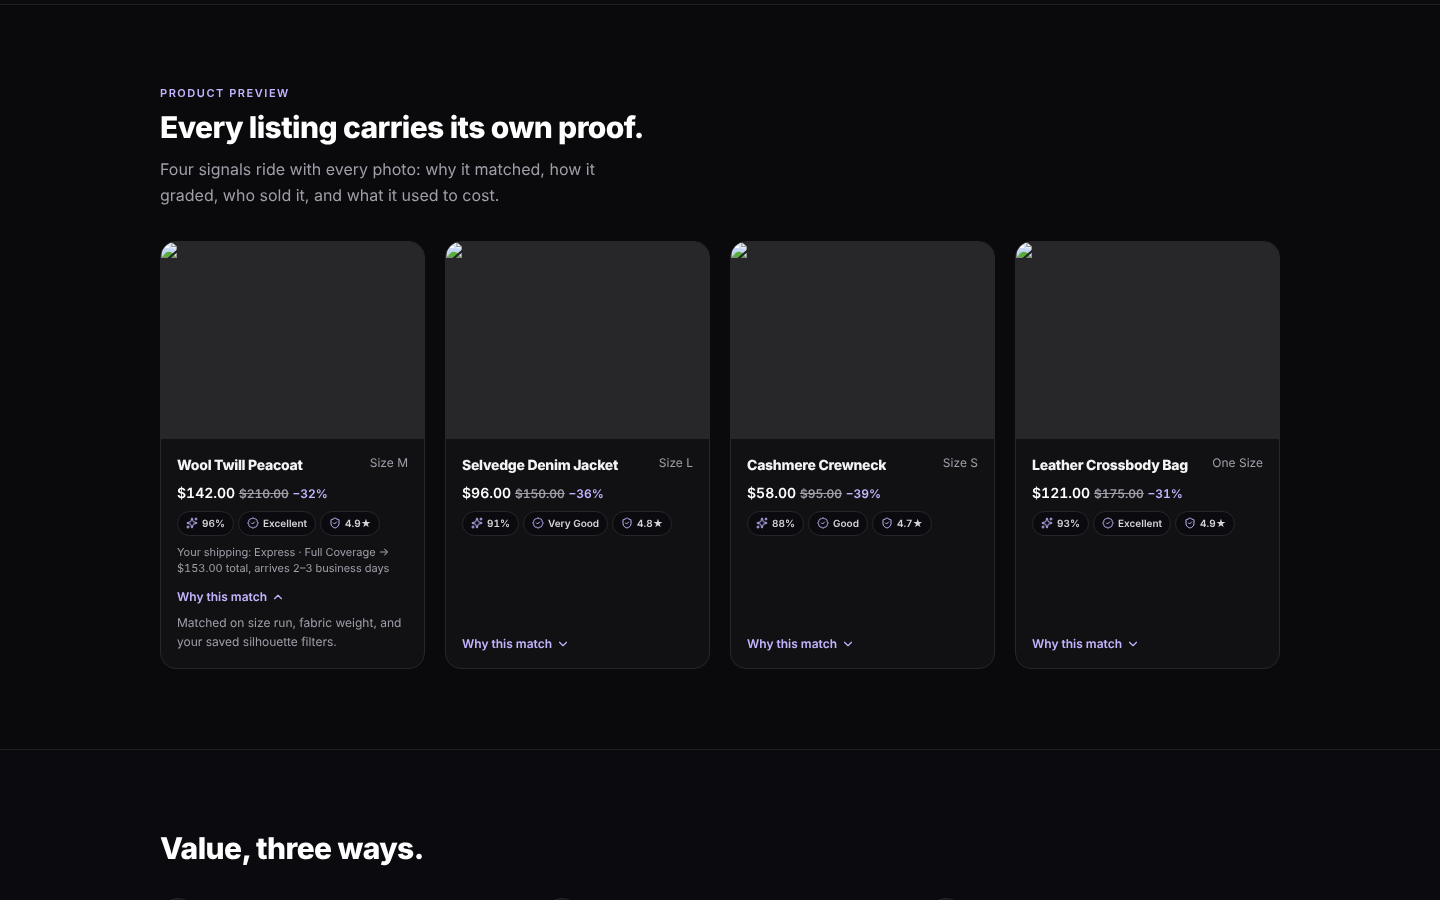 PRODUCT PREVIEW
Every listing carries its own proof.
Four signals ride with every photo: why it matched, how it
graded, who sold it, and what it used to cost.
Wool Twill Peacoat Size M
$142.00 $210.00 −32%
96% Excellent 4.9★
Your shipping: Express · Full Coverage →
$153.00 total, arrives 2–3 business days
Why this match
Matched on size run, fabric weight, and
your saved silhouette filters.
Selvedge Denim Jacket Size L
$96.00 $150.00 −36%
91% Very Good 4.8★
Why this match
Cashmere Crewneck Size S
$58.00 $95.00 −39%
88% Good 4.7★
Why this match
Leather Crossbody Bag One Size
$121.00 $175.00 −31%
93% Excellent 4.9★
Why this match
Value, three ways.